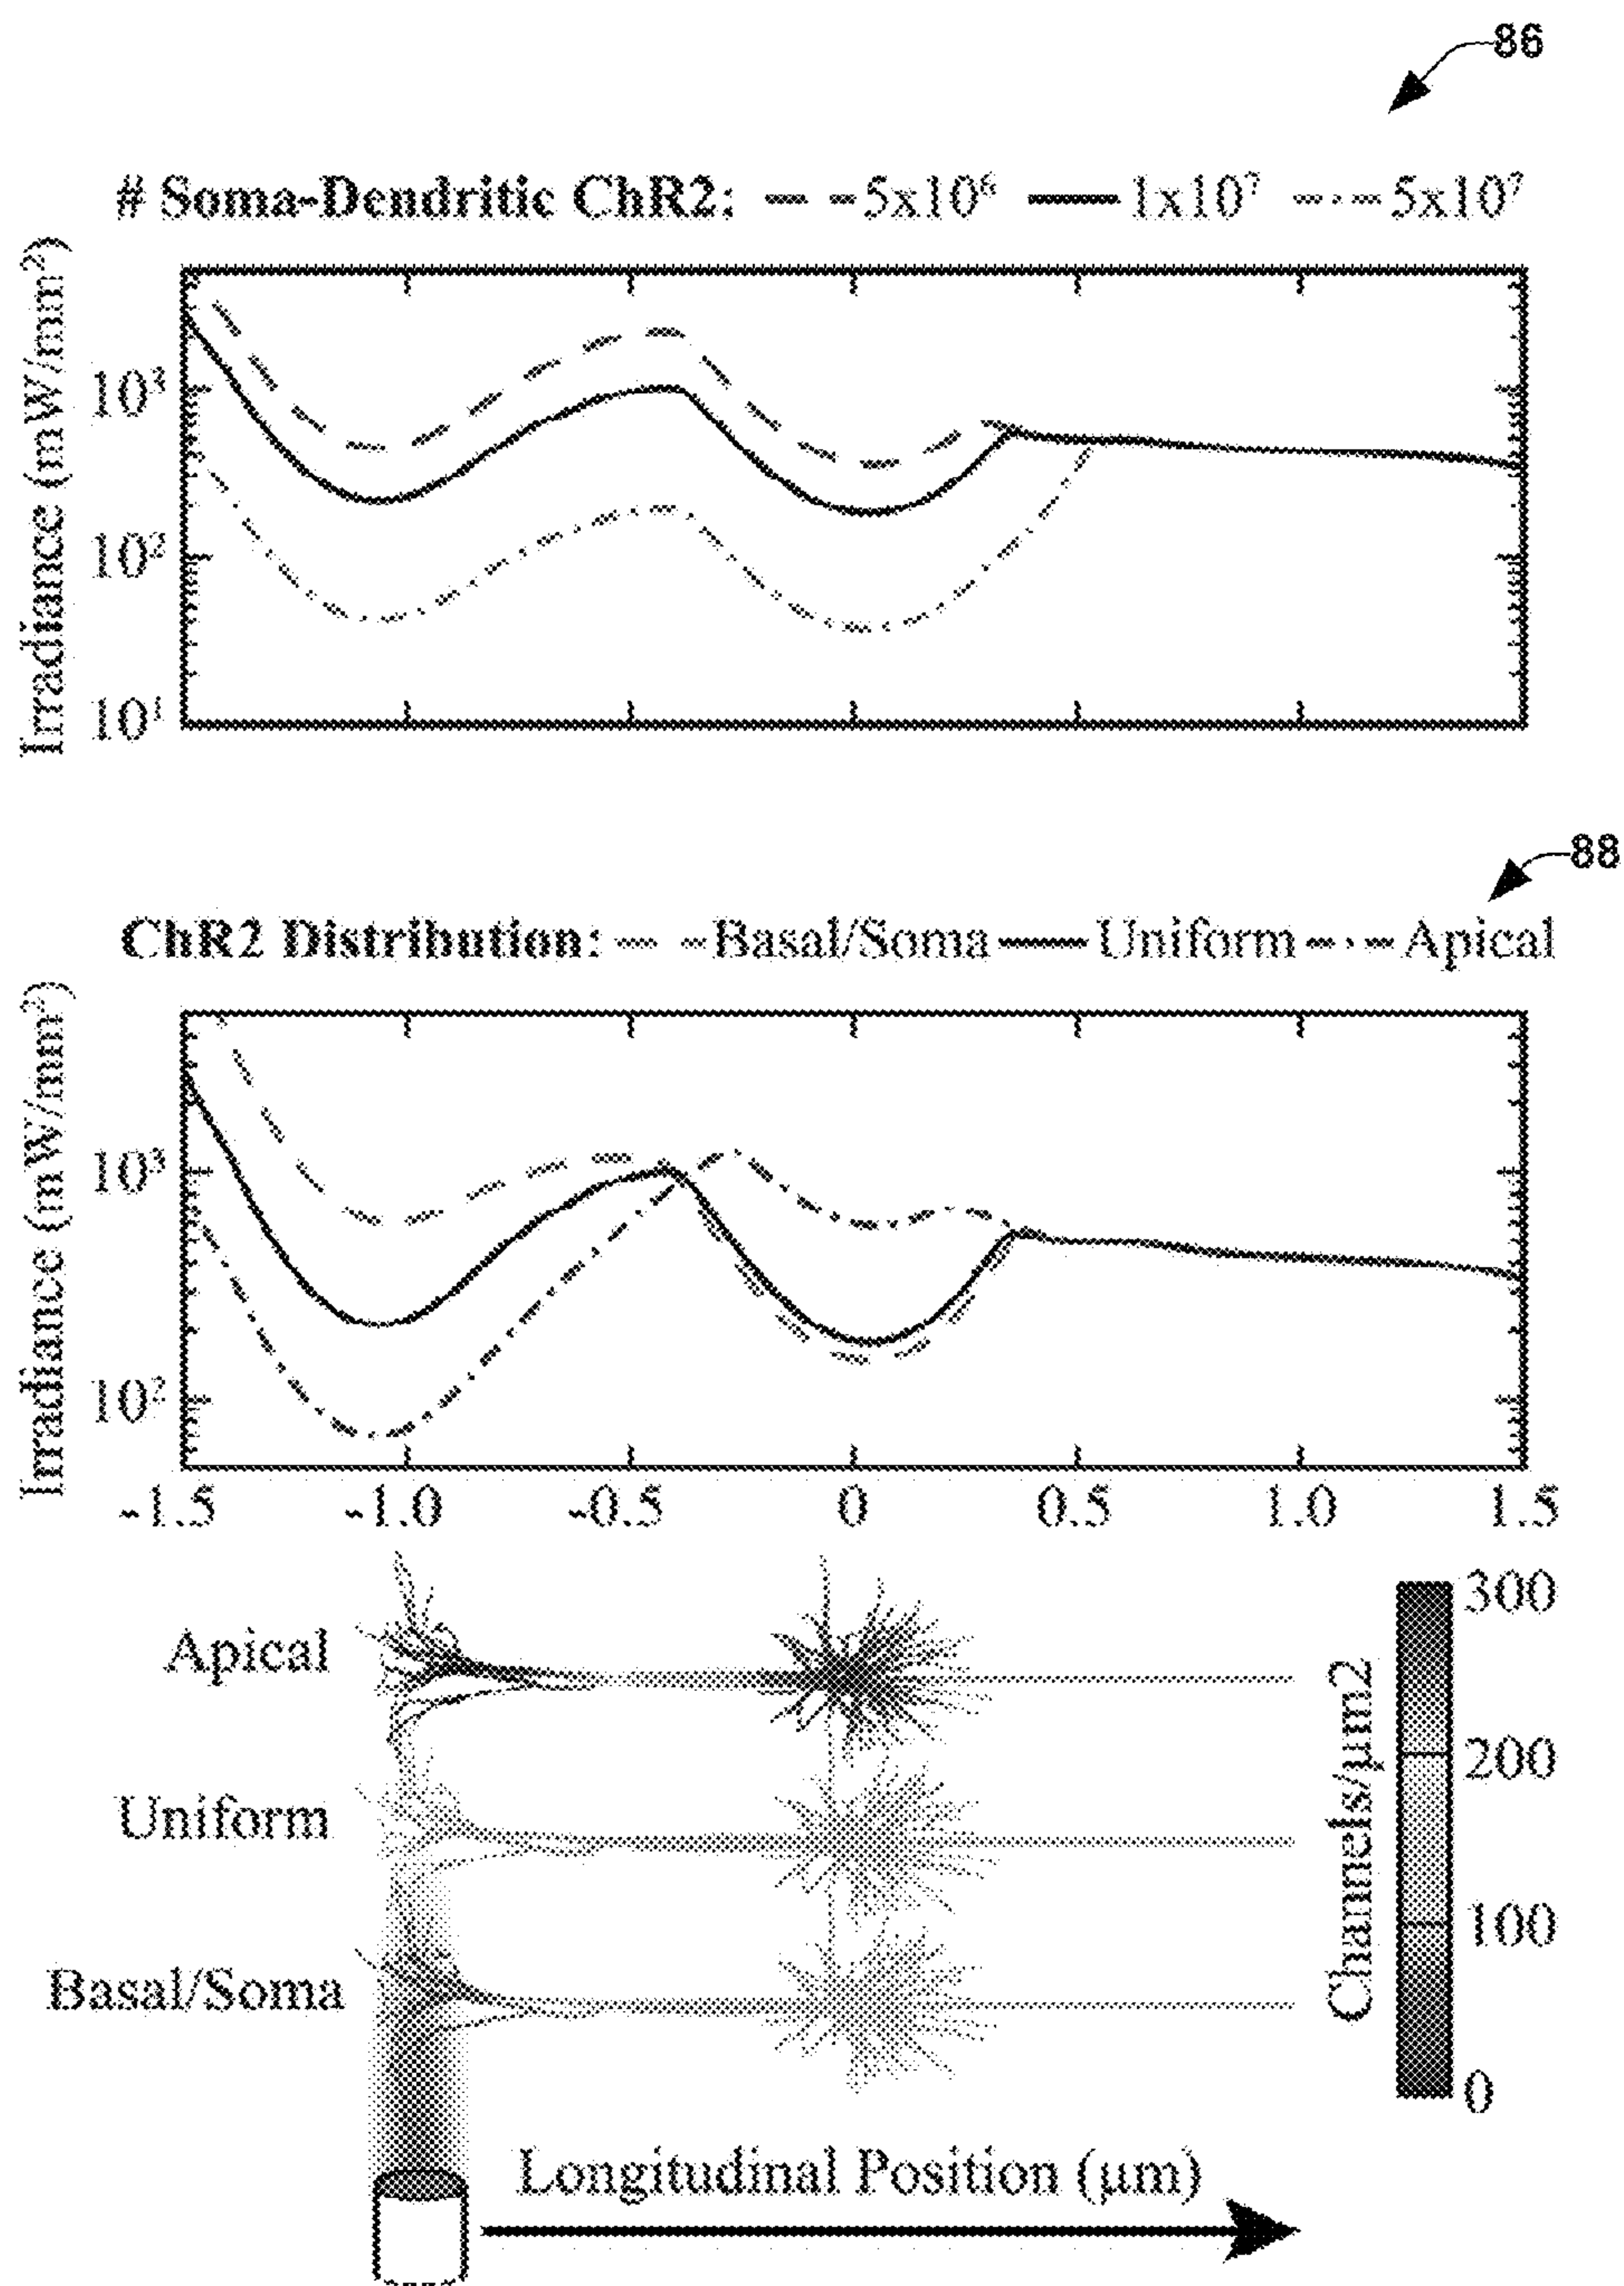 86
# Soma-Dendritic ChR2: 5x10⁶ 1x10⁷ 5x10⁷
Irradiance (mW/mm²)
10³
10²
10¹
88
ChR2 Distribution: Basal/Soma Uniform Apical
Irradiance (mW/mm²)
10³
10²
-1.5 -1.0 -0.5 0 0.5 1.0 1.5
Apical
Uniform
Basal/Soma
Channels/µm2
300
200
100
0
Longitudinal Position (µm)